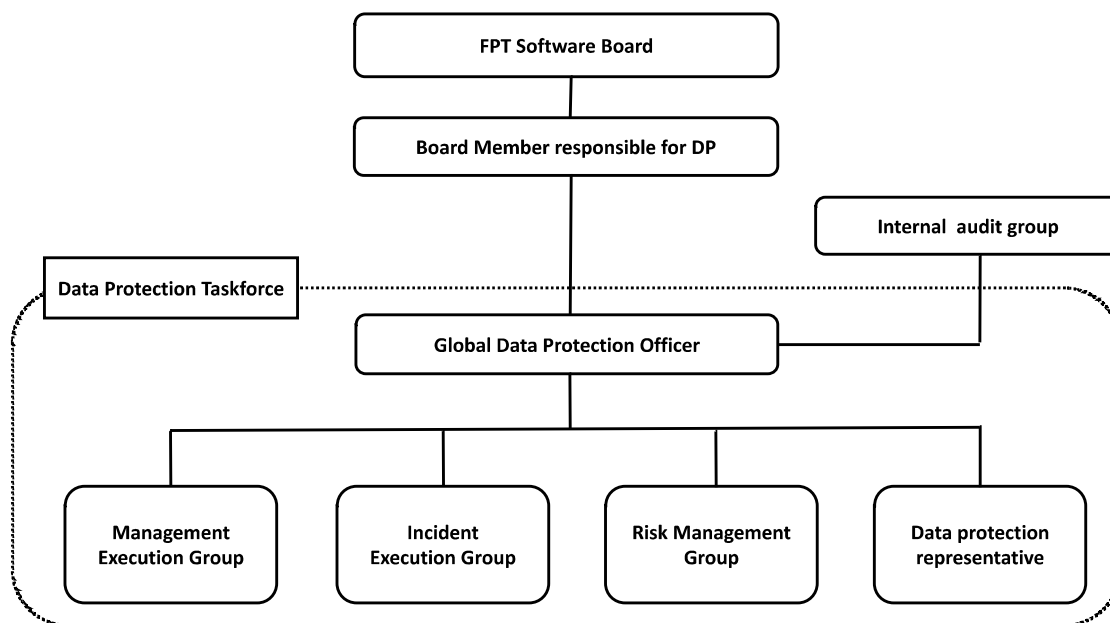 FPT Software Board
Board Member responsible for DP
Internal audit group
Data Protection Taskforce
Global Data Protection Officer
Management
Execution Group
Incident
Execution Group
Risk Management
Group
Data protection
representative